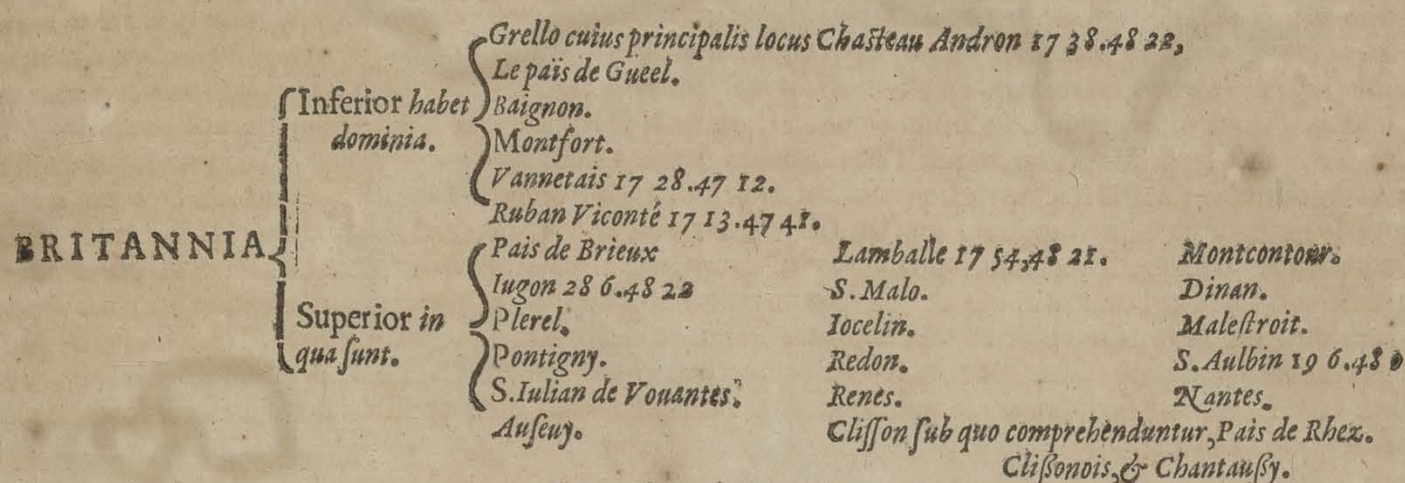 BRITANNIA
Inferior habet
dominia.
Grello cuius principalis locus Chasteau Andron 17 38.48 22,
Le païs de Gueel.
Baignon.
Montfort.
Vannetais 17 28.47 12.
Ruban Viconté 17 13.47 41.
Superior in
qua sunt.
Pais de Brieux Lamballe 17 54,48 21. Montcontour.
Iugon 28 6.48 22 S. Malo. Dinan.
Plerel. Iocelin. Malestroit.
Pontigny. Redon. S. Aulbin 19 6.48
S. Iulian de Vouantes. Renes. Nantes.
Auseuy. Clisson sub quo comprehenduntur, Pais de Rhez.
Clißonois, & Chantaußy.